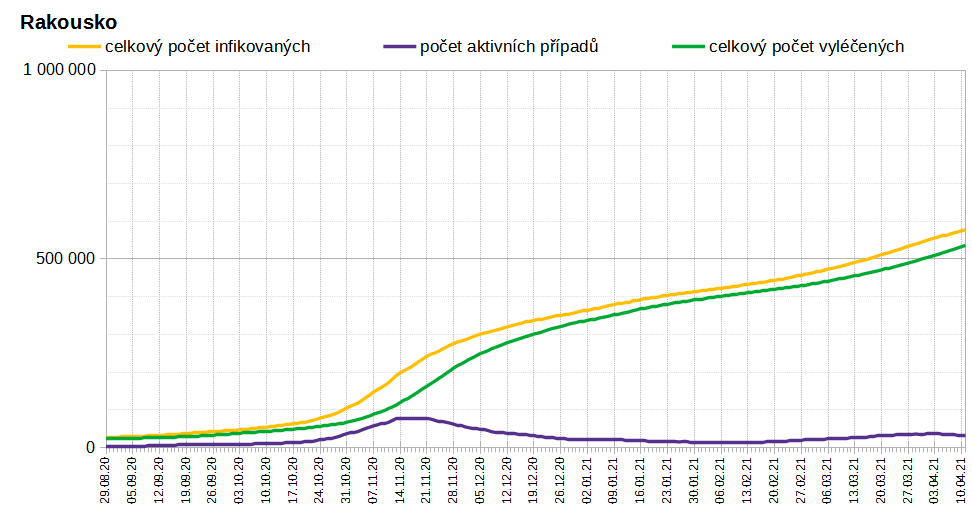 Rakousko
celkový počet infikovaných počet aktivních případů celkový počet vyléčených
1 000 000
500 000
0
29.08.20 05.09.20 12.09.20 19.09.20 26.09.20 03.10.20 10.10.20 17.10.20 24.10.20 31.10.20 07.11.20 14.11.20 21.11.20 28.11.20 05.12.20 12.12.20 19.12.20 26.12.20 02.01.21 09.01.21 16.01.21 23.01.21 30.01.21 06.02.21 13.02.21 20.02.21 27.02.21 06.03.21 13.03.21 20.03.21 27.03.21 03.04.21 10.04.21